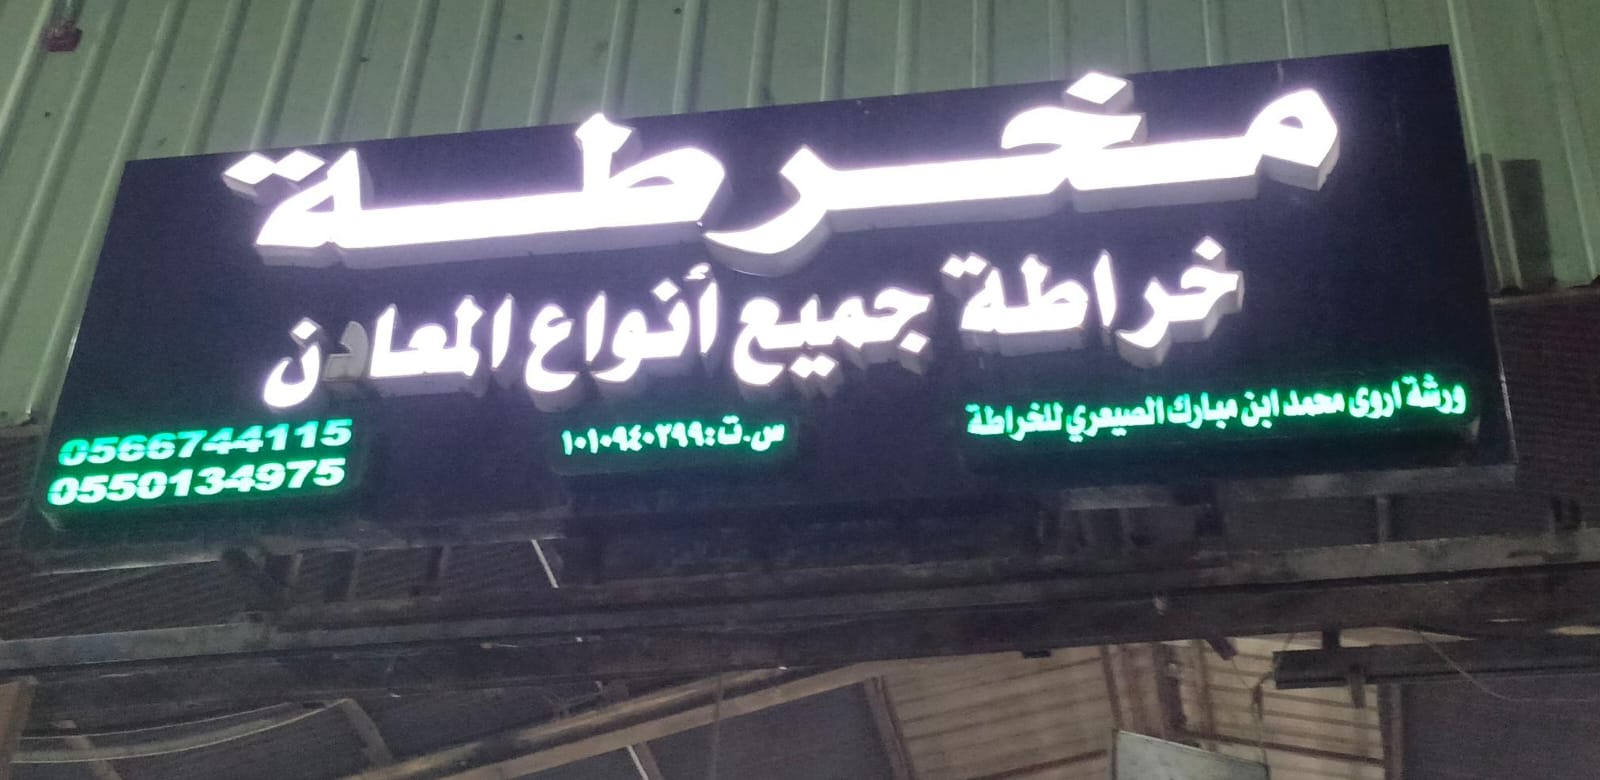 مخرطة
خراطة جميع أنواع المعادن
ورشة اروى محمد ابن مبارك الصيعري للخراطة
س.ت:١٠١٠٩٤٠٢٩٩
0566744115
0550134975